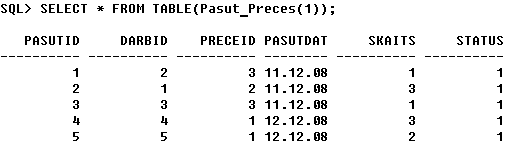 SQL> SELECT * FROM TABLE(Pasut_Preces(1));
PASUTID DARBID PRECEID PASUTDAT SKAITS STATUS
---------- ---------- ---------- -------- ---------- ----------
1 2 3 11.12.08 1 1
2 1 2 11.12.08 3 1
3 3 3 11.12.08 1 1
4 4 1 12.12.08 3 1
5 5 1 12.12.08 2 1